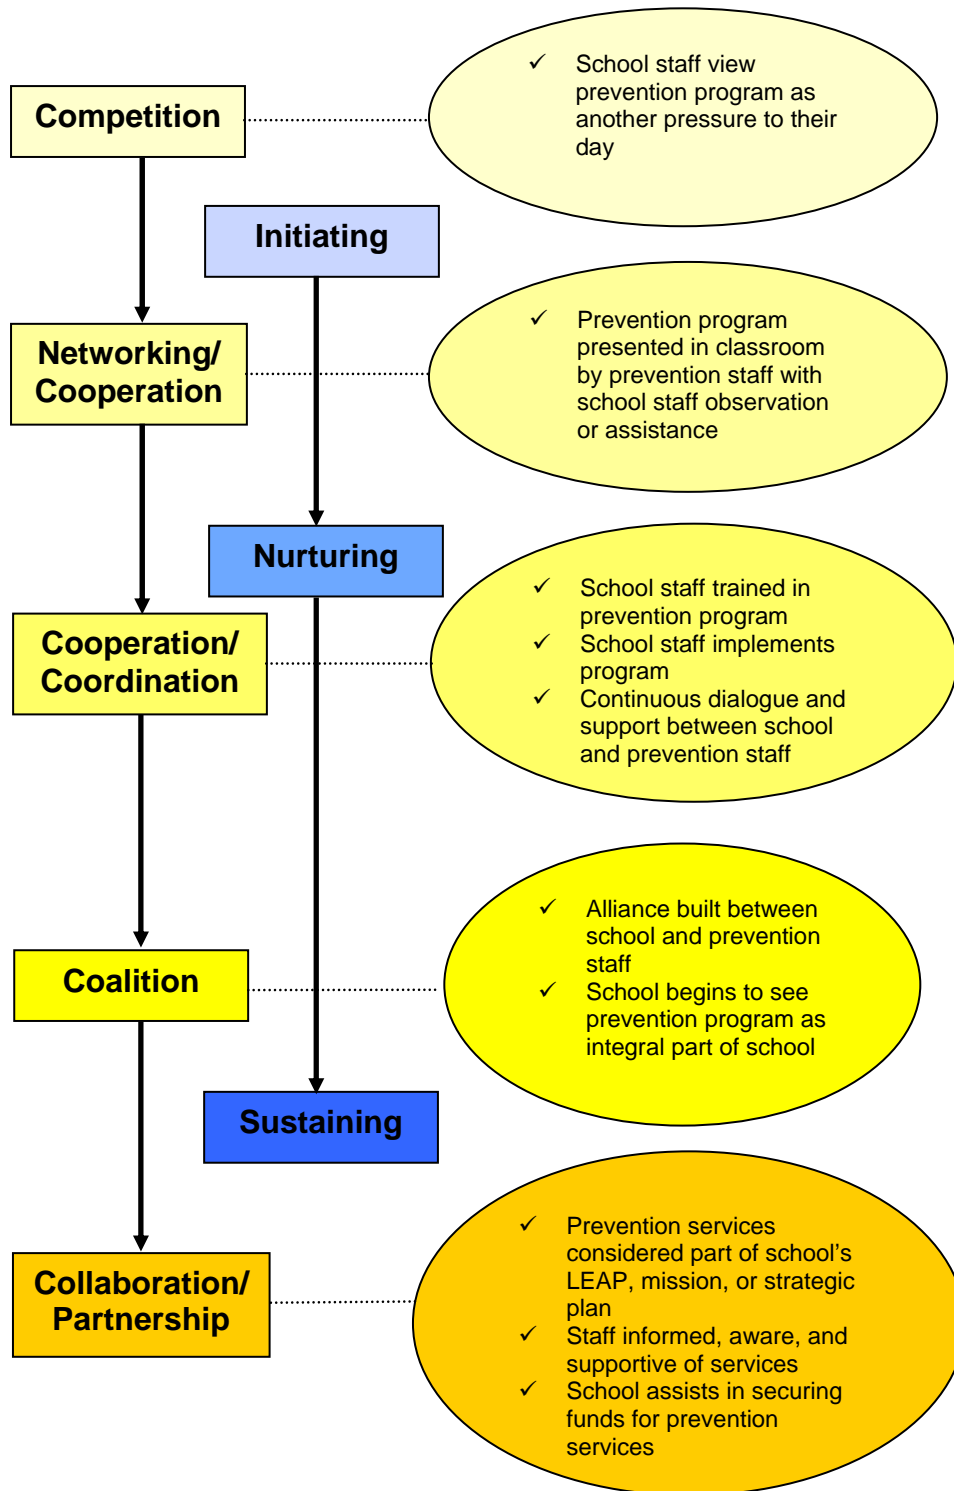 Competition
✓ School staff view
prevention program as
another pressure to their
day
Initiating
Networking/
Cooperation
✓ Prevention program
presented in classroom
by prevention staff with
school staff observation
or assistance
Nurturing
Cooperation/
Coordination
✓ School staff trained in
prevention program
✓ School staff implements
program
✓ Continuous dialogue and
support between school
and prevention staff
Coalition
✓ Alliance built between
school and prevention
staff
✓ School begins to see
prevention program as
integral part of school
Sustaining
Collaboration/
Partnership
✓ Prevention services
considered part of school’s
LEAP, mission, or strategic
plan
✓ Staff informed, aware, and
supportive of services
✓ School assists in securing
funds for prevention
services